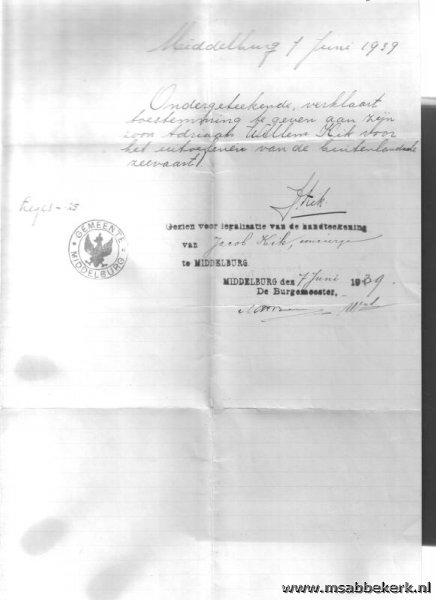 Middelburg 7 Juni 1939
Ondergeteekende, verklaart
toestemming te geven aan zijn
zoon Adriaan Willem Kik voor
het uitoefenen van de buitenlandsche
zeevaart.
J. Kik.
GEMEENTE MIDDELBURG
Gezien voor legalisatie van de handteekening
van Jacob Kik,
te MIDDELBURG.
MIDDELBURG den 7 Juni 1939.
De Burgemeester,
www.msabbekerk.nl